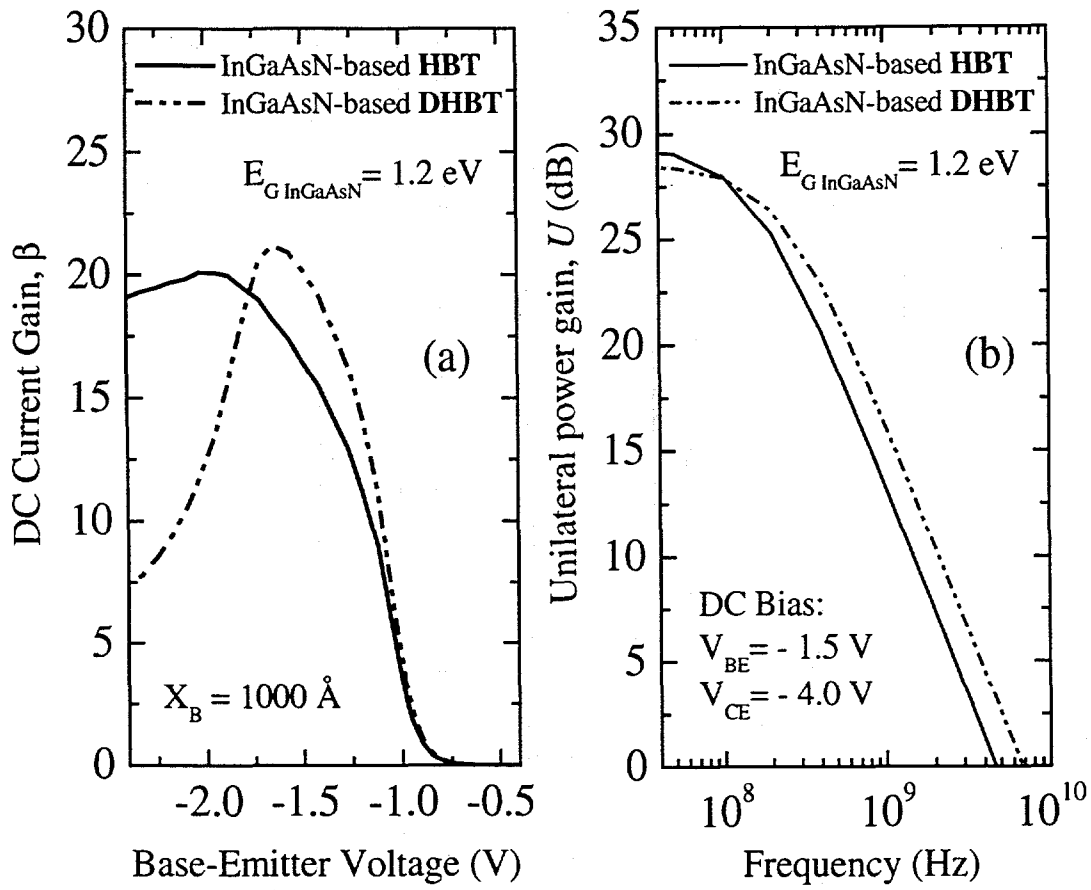 30
25
20
15
10
5
0
DC Current Gain, β
InGaAsN-based HBT
InGaAsN-based DHBT
E_G InGaAsN = 1.2 eV
(a)
X_B = 1000 Å
-2.0 -1.5 -1.0 -0.5
Base-Emitter Voltage (V)
35
30
25
20
15
10
5
0
Unilateral power gain, U (dB)
InGaAsN-based HBT
InGaAsN-based DHBT
E_G InGaAsN = 1.2 eV
(b)
DC Bias:
V_BE = - 1.5 V
V_CE = - 4.0 V
10^8 10^9 10^10
Frequency (Hz)